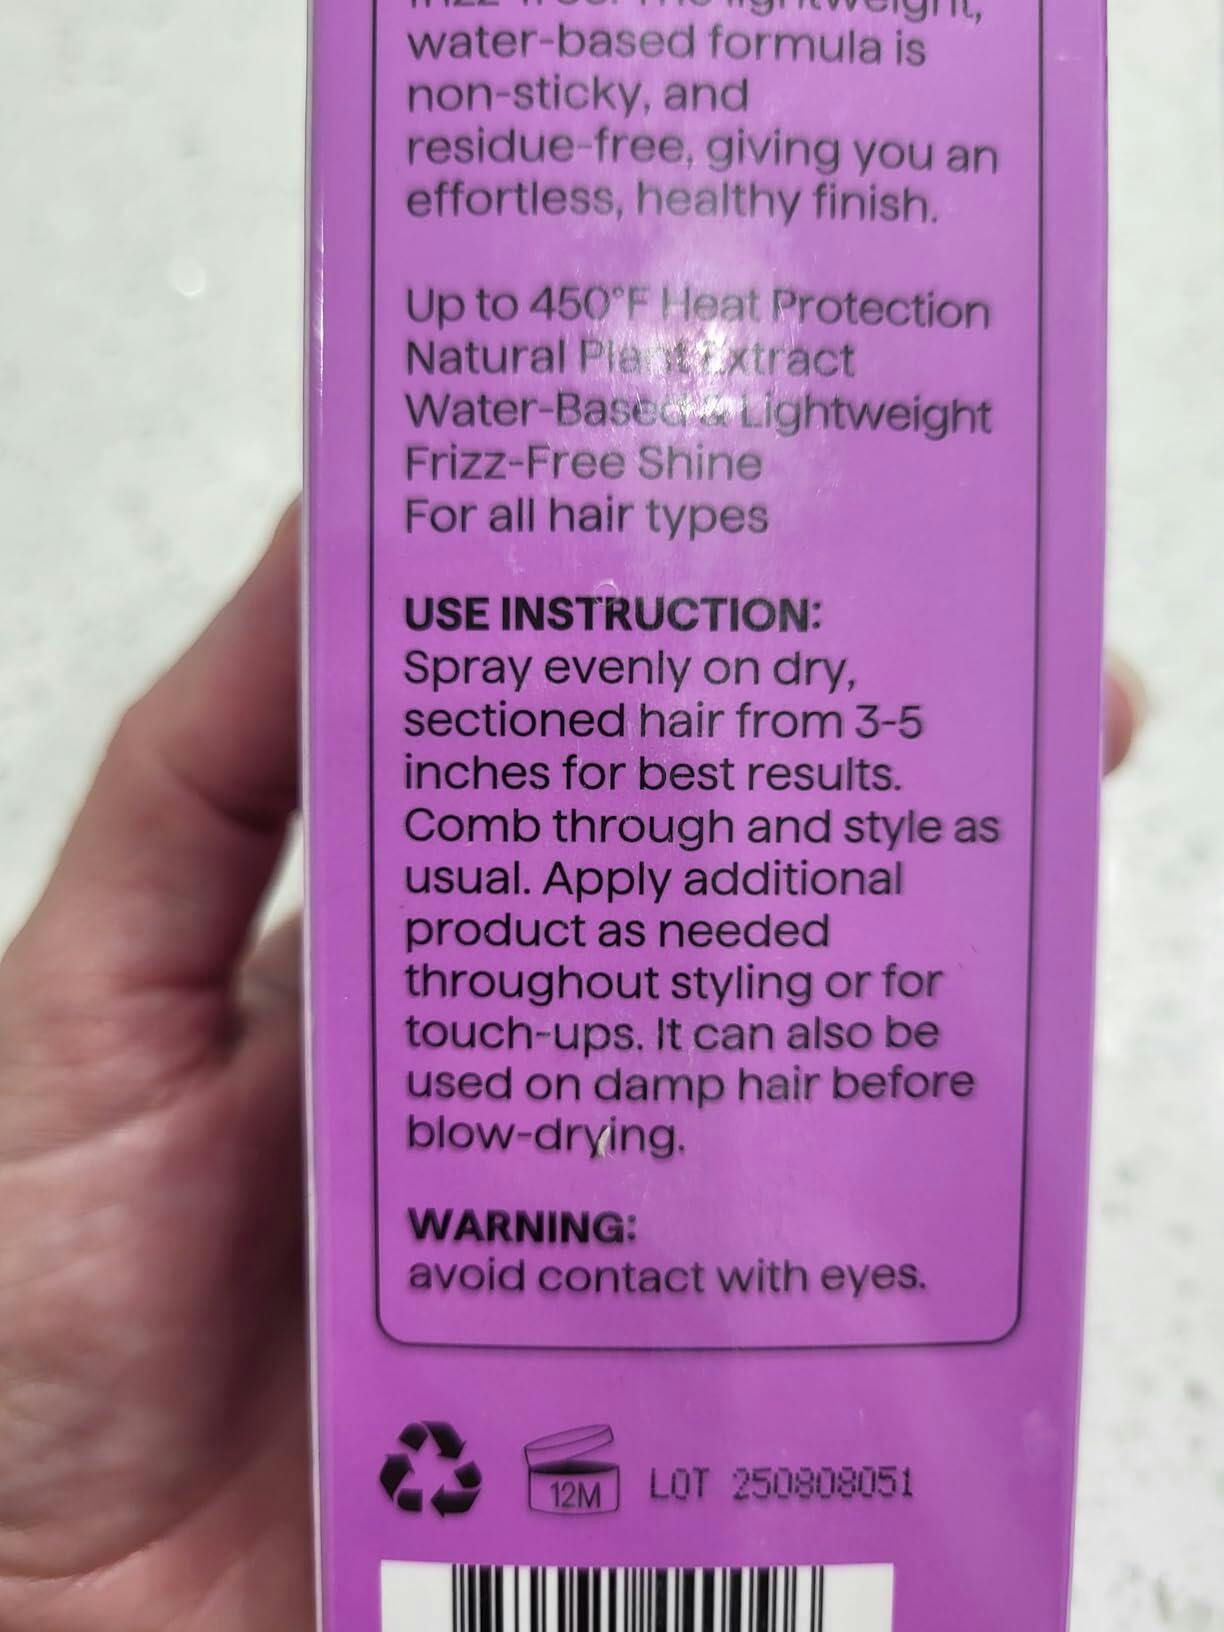 frizz-free. The lightweight,
water-based formula is
non-sticky, and
residue-free, giving you an
effortless, healthy finish.
Up to 450°F Heat Protection
Natural Plant Extract
Water-Based & Lightweight
Frizz-Free Shine
For all hair types
USE INSTRUCTION:
Spray evenly on dry,
sectioned hair from 3-5
inches for best results.
Comb through and style as
usual. Apply additional
product as needed
throughout styling or for
touch-ups. It can also be
used on damp hair before
blow-drying.
WARNING:
avoid contact with eyes.
12M LOT 250808051